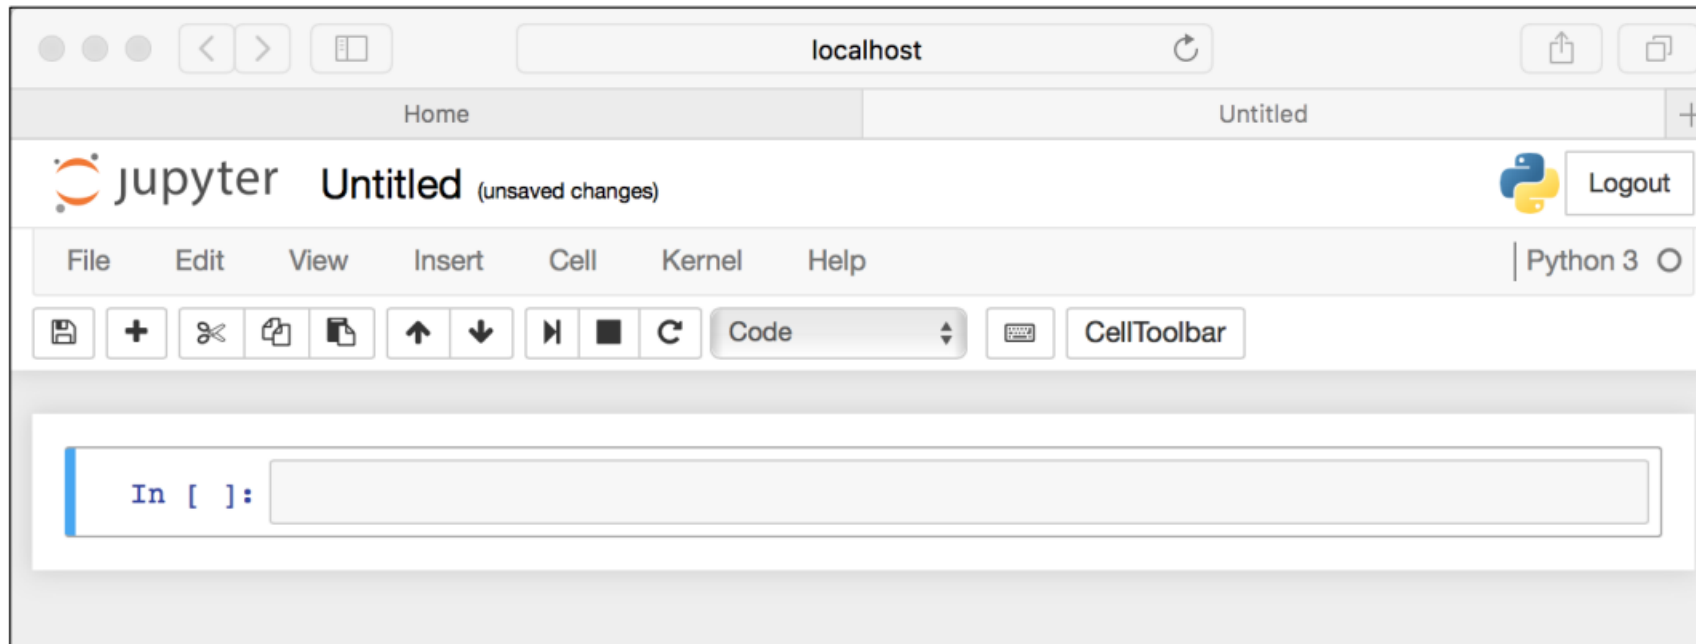 localhost
Home Untitled
jupyter Untitled (unsaved changes) Logout
File Edit View Insert Cell Kernel Help Python 3
Code CellToolbar
In [ ]: